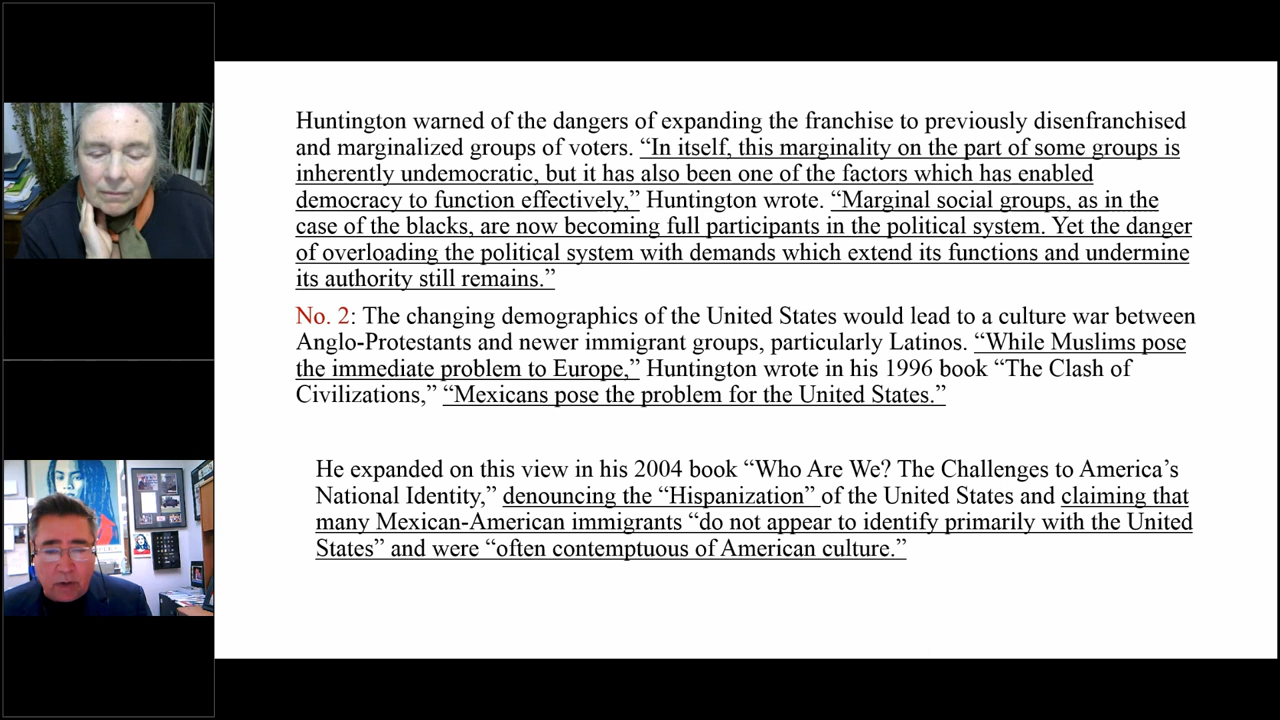 Huntington warned of the dangers of expanding the franchise to previously disenfranchised
and marginalized groups of voters. “In itself, this marginality on the part of some groups is
inherently undemocratic, but it has also been one of the factors which has enabled
democracy to function effectively,” Huntington wrote. “Marginal social groups, as in the
case of the blacks, are now becoming full participants in the political system. Yet the danger
of overloading the political system with demands which extend its functions and undermine
its authority still remains.”
No. 2: The changing demographics of the United States would lead to a culture war between
Anglo-Protestants and newer immigrant groups, particularly Latinos. “While Muslims pose
the immediate problem to Europe,” Huntington wrote in his 1996 book “The Clash of
Civilizations,” “Mexicans pose the problem for the United States.”
He expanded on this view in his 2004 book “Who Are We? The Challenges to America’s
National Identity,” denouncing the “Hispanization” of the United States and claiming that
many Mexican-American immigrants “do not appear to identify primarily with the United
States” and were “often contemptuous of American culture.”